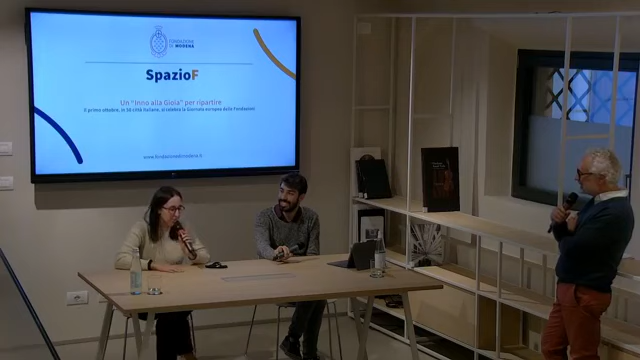 FONDAZIONE
DI MODENA
SpazioF
Un "Inno alla Gioia" per ripartire
Il primo ottobre, in 50 città italiane, si celebra la Giornata europea delle Fondazioni
www.fondazionedimodena.it